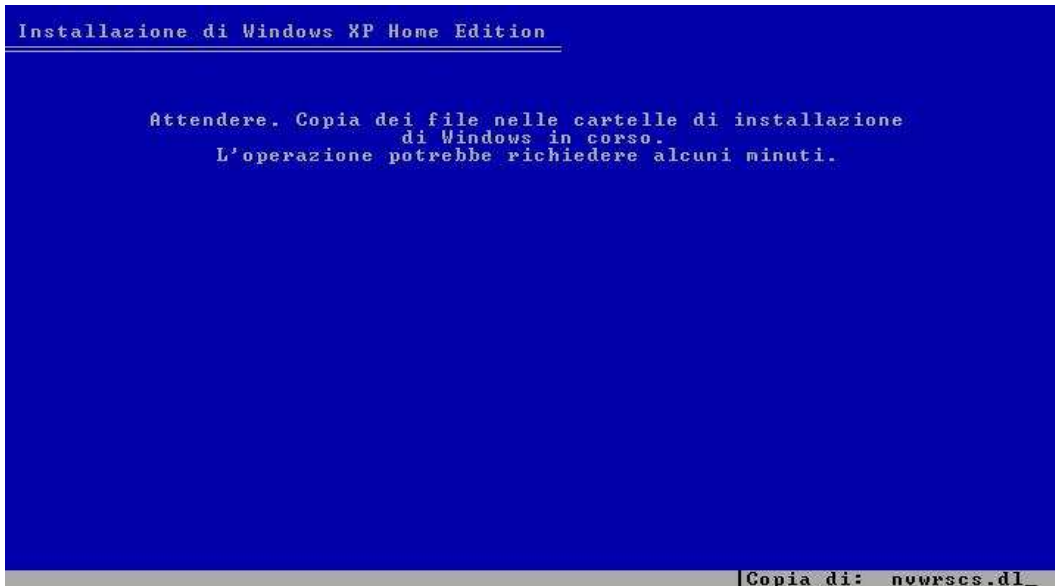 Installazione di Windows XP Home Edition
Attendere. Copia dei file nelle cartelle di installazione
di Windows in corso.
L'operazione potrebbe richiedere alcuni minuti.
Copia di: nvwrscs.dl_